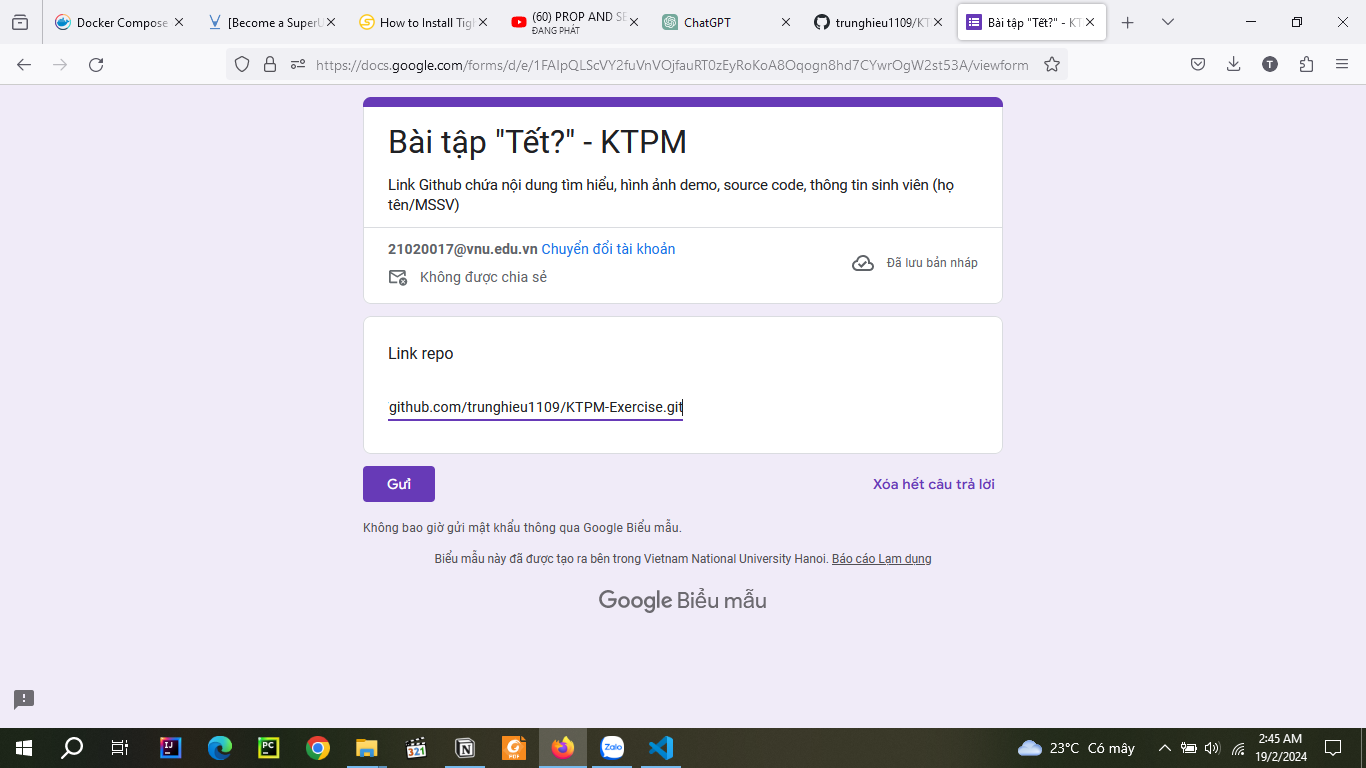 Docker Compose
[Become a SuperU
How to Install Tigh
(60) PROP AND SE
ĐANG PHÁT
ChatGPT
trunghieu1109/KT
Bài tập "Tết?" - KT
https://docs.google.com/forms/d/e/1FAIpQLScVY2fuVnVOjfauRT0zEyRoKoA8Oqogn8hd7CYwrOgW2st53A/viewform
T
Bài tập "Tết?" - KTPM
Link Github chứa nội dung tìm hiểu, hình ảnh demo, source code, thông tin sinh viên (họ
tên/MSSV)
21020017@vnu.edu.vn Chuyển đổi tài khoản
Không được chia sẻ
Đã lưu bản nháp
Link repo
github.com/trunghieu1109/KTPM-Exercise.git
Gửi
Xóa hết câu trả lời
Không bao giờ gửi mật khẩu thông qua Google Biểu mẫu.
Biểu mẫu này đã được tạo ra bên trong Vietnam National University Hanoi. Báo cáo Lạm dụng
Google Biểu mẫu
IJ
PC
321
N
PDF
Zalo
23°C Có mây
2:45 AM
19/2/2024